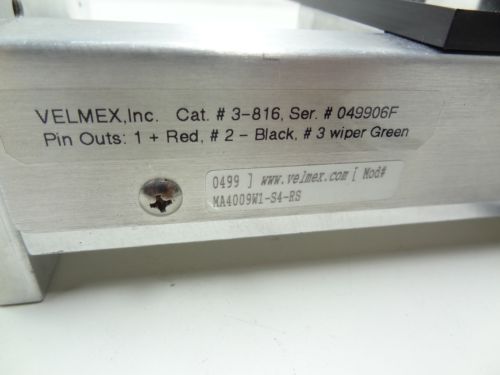 VELMEX,Inc. Cat. # 3-816, Ser. # 049906F
Pin Outs: 1 + Red, # 2 - Black, # 3 wiper Green
0499 ] www.velmex.com [ Mod#
MA4009W1-S4-RS